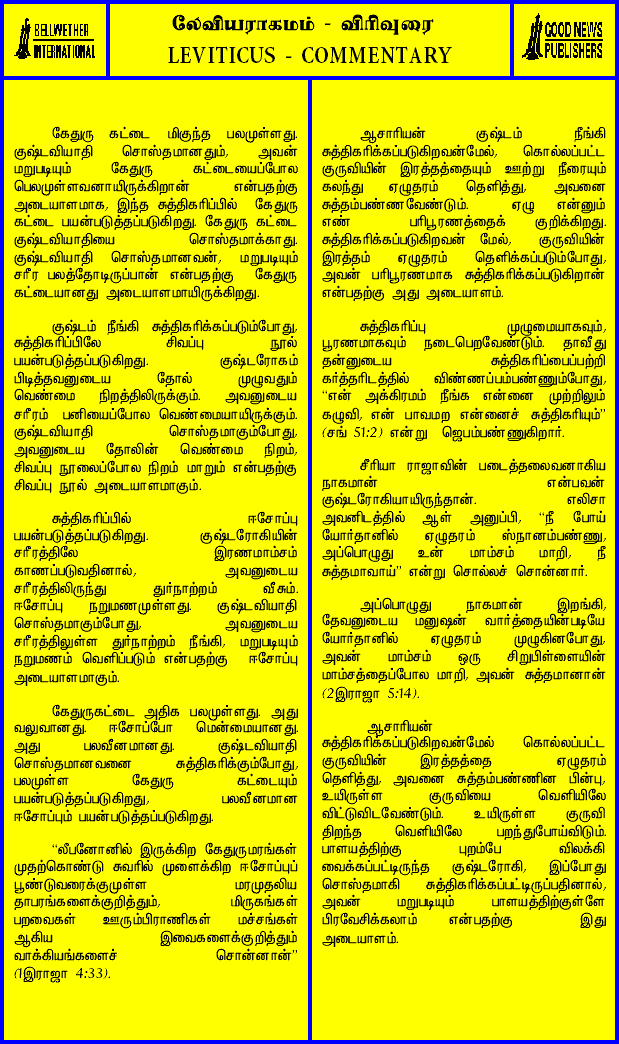 BELLWETHER
INTERNATIONAL
லேவியராகமம் - விரிவுரை
LEVITICUS - COMMENTARY
GOOD NEWS
PUBLISHERS
கேதுரு கட்டை மிகுந்த பலமுள்ளது.
குஷ்டவியாதி சொஸ்தமானதும், அவன்
மறுபடியும் கேதுரு கட்டையைப்போல
பெலமுள்ளவனாயிருக்கிறான் என்பதற்கு
அடையாளமாக, இந்த சுத்திகரிப்பில் கேதுரு
கட்டை பயன்படுத்தப்படுகிறது. கேதுரு கட்டை
குஷ்டவியாதியை சொஸ்தமாக்காது.
குஷ்டவியாதி சொஸ்தமானவன், மறுபடியும்
சரீர பலத்தோடிருப்பான் என்பதற்கு கேதுரு
கட்டையானது அடையாளமாயிருக்கிறது.
குஷ்டம் நீங்கி சுத்திகரிக்கப்படும்போது,
சுத்திகரிப்பிலே சிவப்பு நூல்
பயன்படுத்தப்படுகிறது. குஷ்டரோகம்
பிடித்தவனுடைய தோல் முழுவதும்
வெண்மை நிறத்திலிருக்கும். அவனுடைய
சரீரம் பனியைப்போல வெண்மையாயிருக்கும்.
குஷ்டவியாதி சொஸ்தமாகும்போது,
அவனுடைய தோலின் வெண்மை நிறம்,
சிவப்பு நூலைப்போல நிறம் மாறும் என்பதற்கு
சிவப்பு நூல் அடையாளமாகும்.
சுத்திகரிப்பில் ஈசோப்பு
பயன்படுத்தப்படுகிறது. குஷ்டரோகியின்
சரீரத்திலே இரணமாம்சம்
காணப்படுவதினால், அவனுடைய
சரீரத்திலிருந்து துர்நாற்றம் வீசும்.
ஈசோப்பு நறுமணமுள்ளது. குஷ்டவியாதி
சொஸ்தமாகும்போது, அவனுடைய
சரீரத்திலுள்ள துர்நாற்றம் நீங்கி, மறுபடியும்
நறுமணம் வெளிப்படும் என்பதற்கு ஈசோப்பு
அடையாளமாகும்.
கேதுருகட்டை அதிக பலமுள்ளது. அது
வலுவானது. ஈசோப்போ மென்மையானது.
அது பலவீனமானது. குஷ்டவியாதி
சொஸ்தமானவனை சுத்திகரிக்கும்போது,
பலமுள்ள கேதுரு கட்டையும்
பயன்படுத்தப்படுகிறது, பலவீனமான
ஈசோப்பும் பயன்படுத்தப்படுகிறது.
“லீபனோனில் இருக்கிற கேதுருமரங்கள்
முதற்கொண்டு சுவரில் முளைக்கிற ஈசோப்புப்
பூண்டுவரைக்குமுள்ள மரமுதலிய
தாபரங்களைக்குறித்தும், மிருகங்கள்
பறவைகள் ஊரும்பிராணிகள் மச்சங்கள்
ஆகிய இவைகளைக்குறித்தும்
வாக்கியங்களைச் சொன்னான்”
(1இராஜா 4:33).
ஆசாரியன் குஷ்டம் நீங்கி
சுத்திகரிக்கப்படுகிறவன்மேல், கொல்லப்பட்ட
குருவியின் இரத்தத்தையும் ஊற்று நீரையும்
கலந்து ஏழுதரம் தெளித்து, அவனை
சுத்தம்பண்ணவேண்டும். ஏழு என்னும்
எண் பரிபூரணத்தைக் குறிக்கிறது.
சுத்திகரிக்கப்படுகிறவன் மேல், குருவியின்
இரத்தம் ஏழுதரம் தெளிக்கப்படும்போது,
அவன் பரிபூரணமாக சுத்திகரிக்கப்படுகிறான்
என்பதற்கு அது அடையாளம்.
சுத்திகரிப்பு முழுமையாகவும்,
பூரணமாகவும் நடைபெறவேண்டும். தாவீது
தன்னுடைய சுத்திகரிப்பைப்பற்றி
கர்த்தரிடத்தில் விண்ணப்பம்பண்ணும்போது,
“என் அக்கிரமம் நீங்க என்னை முற்றிலும்
கழுவி, என் பாவமற என்னைச் சுத்திகரியும்”
(சங் 51:2) என்று ஜெபம்பண்ணுகிறார்.
சீரியா ராஜாவின் படைத்தலைவனாகிய
நாகமான் என்பவன்
குஷ்டரோகியாயிருந்தான். எலிசா
அவனிடத்தில் ஆள் அனுப்பி, “நீ போய்
யோர்தானில் ஏழுதரம் ஸ்நானம்பண்ணு,
அப்பொழுது உன் மாம்சம் மாறி, நீ
சுத்தமாவாய்” என்று சொல்லச் சொன்னார்.
அப்பொழுது நாகமான் இறங்கி,
தேவனுடைய மனுஷன் வார்த்தையின்படியே
யோர்தானில் ஏழுதரம் முழுகினபோது,
அவன் மாம்சம் ஒரு சிறுபிள்ளையின்
மாம்சத்தைப்போல மாறி, அவன் சுத்தமானான்
(2இராஜா 5:14).
ஆசாரியன்
சுத்திகரிக்கப்படுகிறவன்மேல் கொல்லப்பட்ட
குருவியின் இரத்தத்தை ஏழுதரம்
தெளித்து, அவனை சுத்தம்பண்ணின பின்பு,
உயிருள்ள குருவியை வெளியிலே
விட்டுவிடவேண்டும். உயிருள்ள குருவி
திறந்த வெளியிலே பறந்துபோய்விடும்.
பாளயத்திற்கு புறம்பே விலக்கி
வைக்கப்பட்டிருந்த குஷ்டரோகி, இப்போது
சொஸ்தமாகி சுத்திகரிக்கப்பட்டிருப்பதினால்,
அவன் மறுபடியும் பாளயத்திற்குள்ளே
பிரவேசிக்கலாம் என்பதற்கு இது
அடையாளம்.